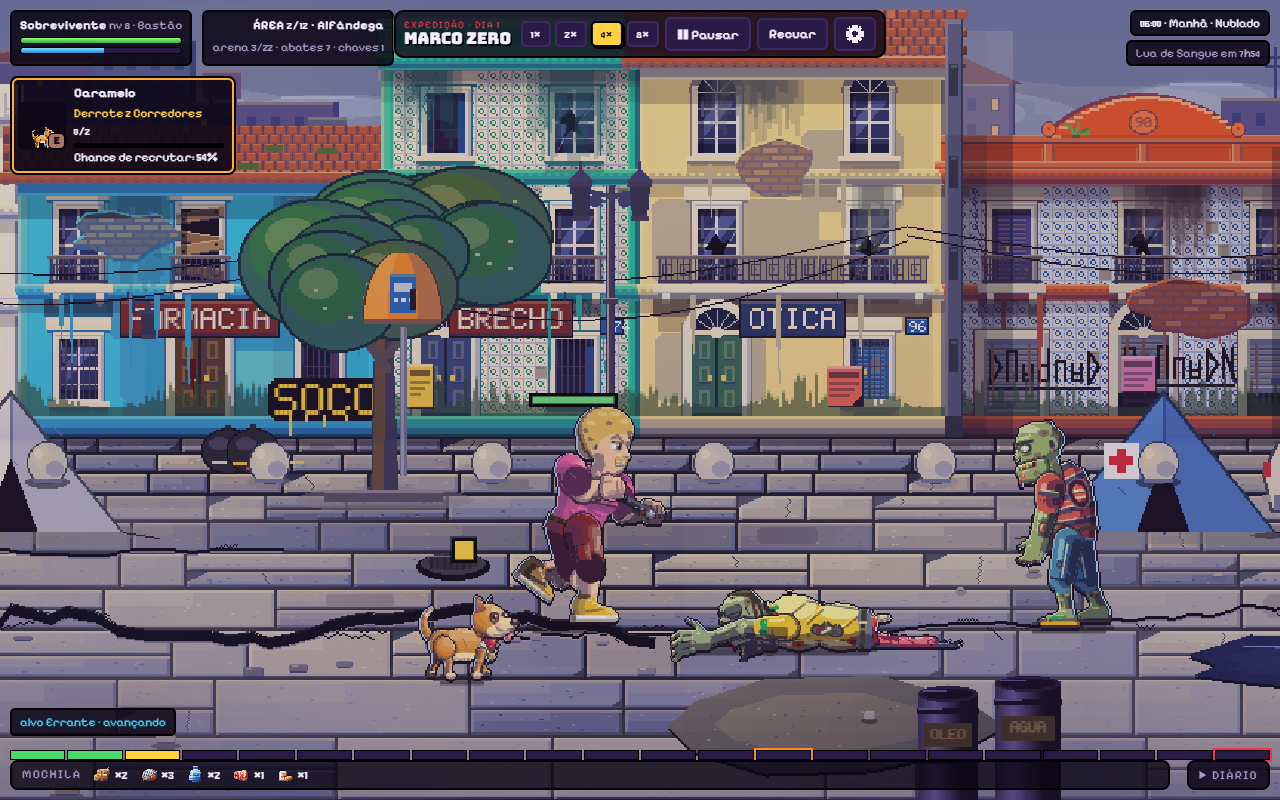 Sobrevivente nv 8 · Bastão
ÁREA 2/12 · Alfândega
arena 3/22 · abates 7 · chaves 1
EXPEDIÇÃO · DIA 1
MARCO ZERO
1×
2×
4×
8×
Pausar
Recuar
06:00 · Manhã · Nublado
Lua de Sangue em 7h54
Caramelo
Derrote 2 Corredores
0/2
E
Chance de recrutar: 54%
90
FARMACIA
BRECHO
OTICA
96
SOCO
OLEO
AGUA
alvo Errante · avançando
MOCHILA
×2
×3
×2
×1
×1
DIÁRIO